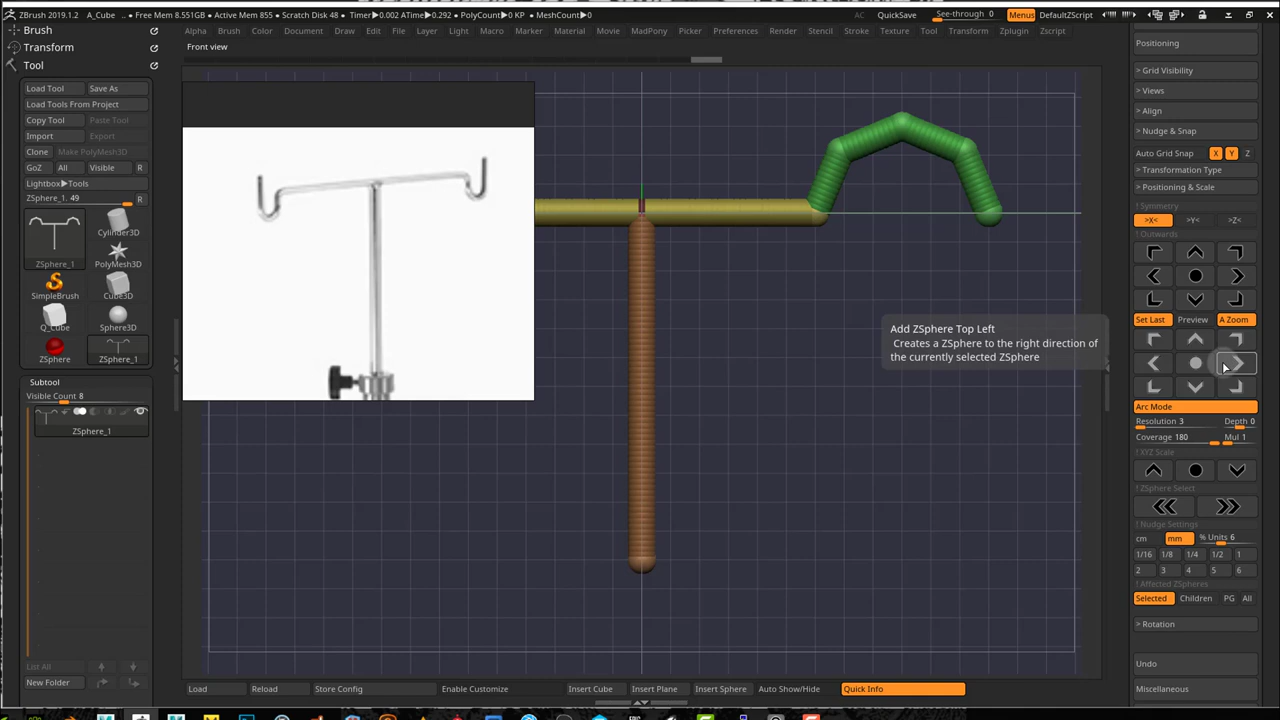 ZBrush 2019.1.2 A_Cube .. • Free Mem 8.551GB • Active Mem 855 • Scratch Disk 48 • Timer▶0.002 ATime▶0.292 • PolyCount▶0 KP • MeshCount▶0 AC QuickSave See-through 0 Menus DefaultZScript
Brush
Alpha Brush Color Document Draw Edit File Layer Light Macro Marker Material Movie MadPony Picker Preferences Render Stencil Stroke Texture Tool Transform Zplugin Zscript
Transform
Front view
Tool
Load Tool Save As
Load Tools From Project
Copy Tool Paste Tool
Import Export
Clone Make PolyMesh3D
GoZ All Visible R
Lightbox▶Tools
ZSphere_1. 49 R
Cylinder3D
ZSphere_1 PolyMesh3D
SimpleBrush Cube3D
Q_Cube Sphere3D
ZSphere ZSphere_1
Subtool
Visible Count 8
ZSphere_1
List All
New Folder
Add ZSphere Top Left
Creates a ZSphere to the right direction of
the currently selected ZSphere
Positioning
> Grid Visibility
> Views
> Align
> Nudge & Snap
Auto Grid Snap X Y Z
> Transformation Type
> Positioning & Scale
! Symmetry
>X< >Y< >Z<
! Outwards
Set Last Preview A Zoom
Arc Mode
Resolution 3 Depth 0
Coverage 180 Mul 1
! XYZ Scale
! ZSphere Select
! Nudge Settings
cm mm % Units 6
1/16 1/8 1/4 1/2 1
2 3 4 5 6
! Affected ZSpheres
Selected Children PG All
> Rotation
Undo
Miscellaneous
Load Reload Store Config Enable Customize Insert Cube Insert Plane Insert Sphere Auto Show/Hide Quick Info